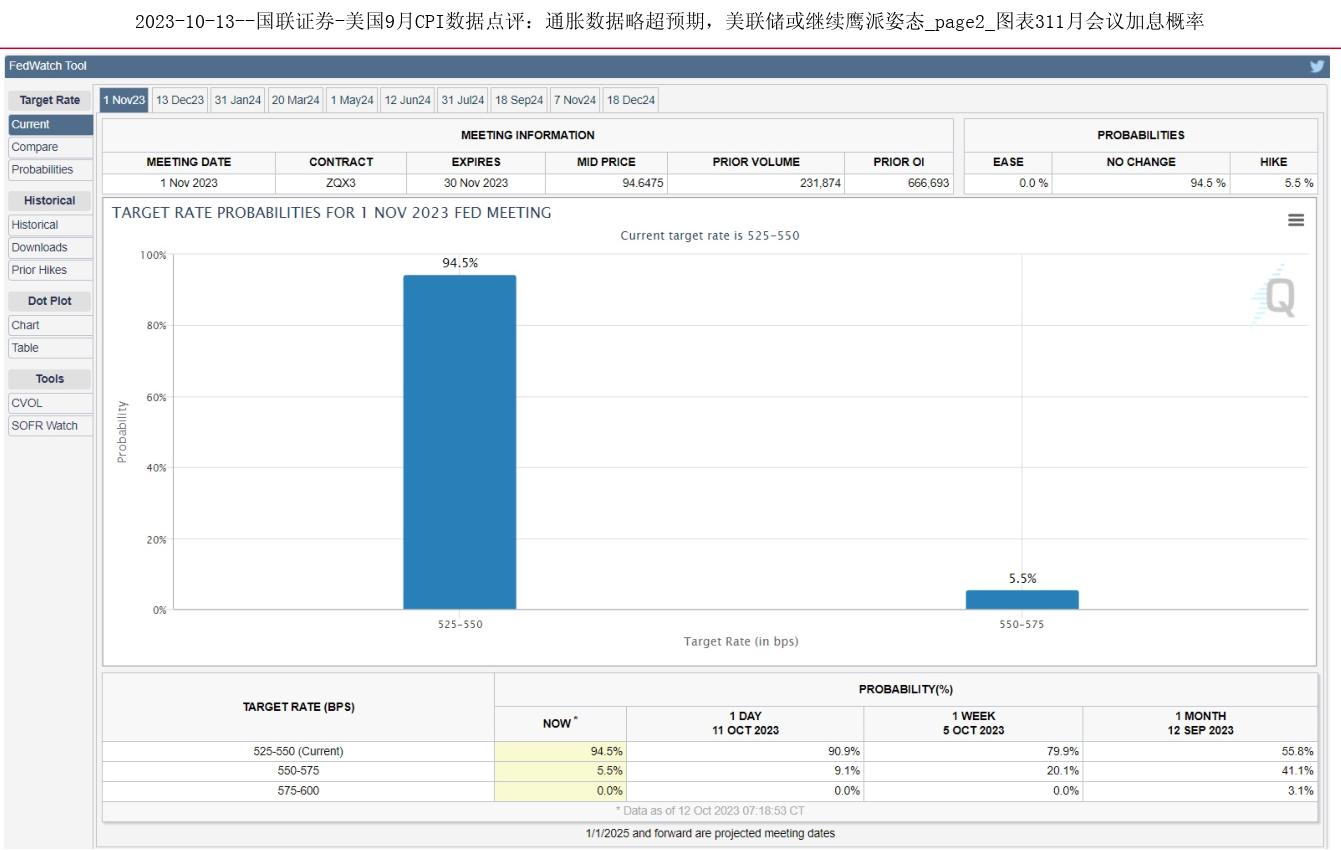 2023-10-13--国联证券-美国9月CPI数据点评：通胀数据略超预期，美联储或继续鹰派姿态_page2_图表311月会议加息概率
FedWatch Tool
Target Rate
Current
Compare
Probabilities
Historical
Historical
Downloads
Prior Hikes
Dot Plot
Chart
Table
Tools
CVOL
SOFR Watch
1 Nov23 13 Dec23 31 Jan24 20 Mar24 1 May24 12 Jun24 31 Jul24 18 Sep24 7 Nov24 18 Dec24
MEETING INFORMATION
MEETING DATE CONTRACT EXPIRES MID PRICE PRIOR VOLUME PRIOR OI
1 Nov 2023 ZQX3 30 Nov 2023 94.6475 231,874 666,693
PROBABILITIES
EASE NO CHANGE HIKE
0.0 % 94.5 % 5.5 %
TARGET RATE PROBABILITIES FOR 1 NOV 2023 FED MEETING
Current target rate is 525-550
Q
100%
80%
60%
40%
20%
0%
Probability
94.5%
5.5%
525-550 550-575
Target Rate (in bps)
TARGET RATE (BPS) PROBABILITY(%)
NOW * 1 DAY 11 OCT 2023 1 WEEK 5 OCT 2023 1 MONTH 12 SEP 2023
525-550 (Current) 94.5% 90.9% 79.9% 55.8%
550-575 5.5% 9.1% 20.1% 41.1%
575-600 0.0% 0.0% 0.0% 3.1%
* Data as of 12 Oct 2023 07:18:53 CT
1/1/2025 and forward are projected meeting dates